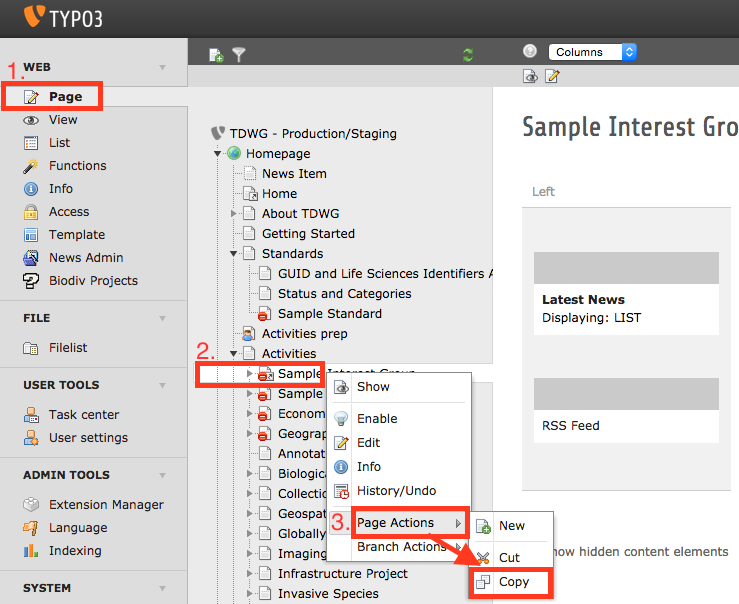 TYPO3
Columns
1.
WEB
Page
View
List
Functions
Info
Access
Template
News Admin
Biodiv Projects
FILE
Filelist
USER TOOLS
Task center
User settings
ADMIN TOOLS
Extension Manager
Language
Indexing
SYSTEM
TDWG - Production/Staging
Homepage
News Item
Home
About TDWG
Getting Started
Standards
GUID and Life Sciences Identifiers A
Status and Categories
Sample Standard
Activities prep
Activities
2.
Sample Interest Group
Sample
Econom
Geograp
Annotat
Biologic
Collectio
Geospat
Globally
Imaging
Infrastructure Project
Invasive Species
Show
Enable
Edit
Info
History/Undo
3.
Page Actions
Branch Actions
New
Cut
Copy
Sample Interest Gro
Left
Latest News
Displaying: LIST
RSS Feed
how hidden content elements